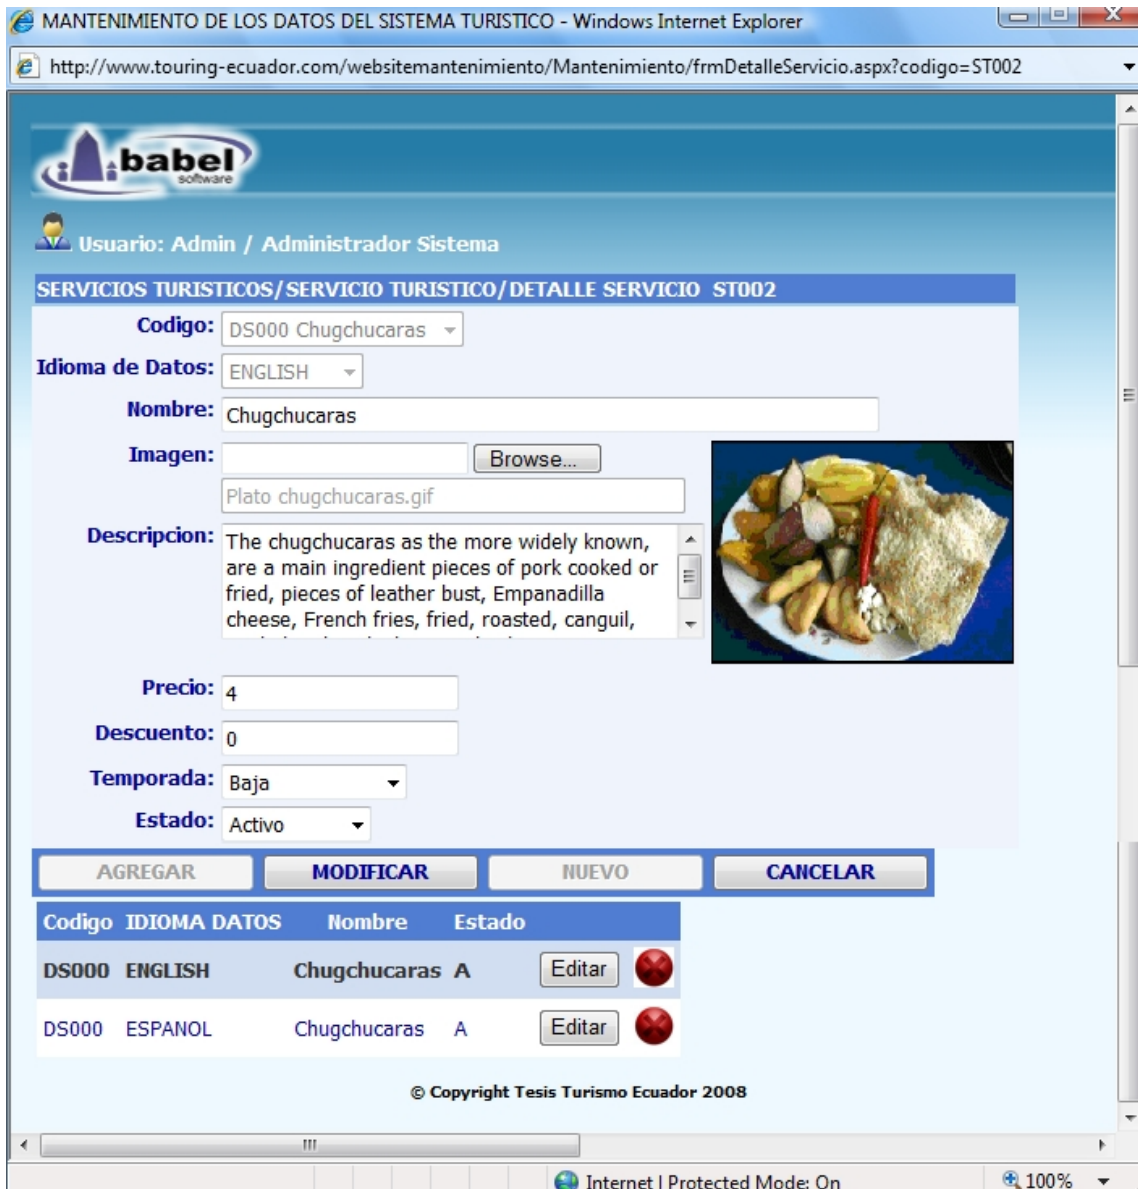 MANTENIMIENTO DE LOS DATOS DEL SISTEMA TURISTICO - Windows Internet Explorer
http://www.touring-ecuador.com/websitemantenimiento/Mantenimiento/frmDetalleServicio.aspx?codigo=ST002
babel
software
Usuario: Admin / Administrador Sistema
SERVICIOS TURISTICOS/SERVICIO TURISTICO/DETALLE SERVICIO ST002
Codigo: DS000 Chugchucaras
Idioma de Datos: ENGLISH
Nombre: Chugchucaras
Imagen: Browse...
Plato chugchucaras.gif
Descripcion: The chugchucaras as the more widely known,
are a main ingredient pieces of pork cooked or
fried, pieces of leather bust, Empanadilla
cheese, French fries, fried, roasted, canguil,
Precio: 4
Descuento: 0
Temporada: Baja
Estado: Activo
AGREGAR MODIFICAR NUEVO CANCELAR
Codigo IDIOMA DATOS Nombre Estado
DS000 ENGLISH Chugchucaras A Editar
DS000 ESPANOL Chugchucaras A Editar
© Copyright Tesis Turismo Ecuador 2008
Internet | Protected Mode: On 100%